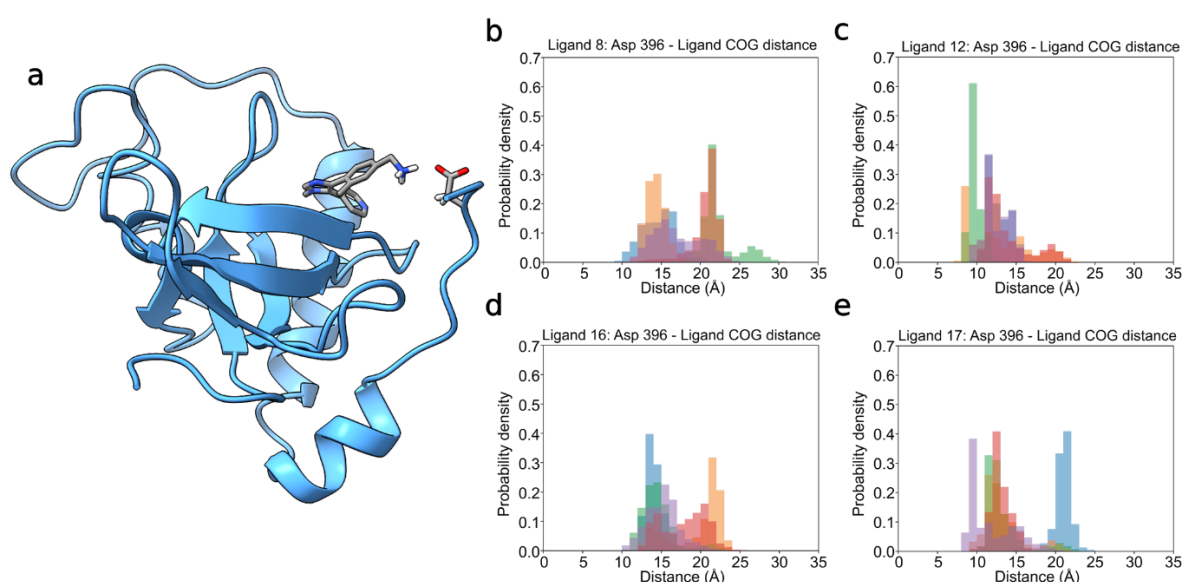 a
b
Ligand 8: Asp 396 - Ligand COG distance
0.7
0.6
0.5
0.4
0.3
0.2
0.1
0.0
Probability density
0 5 10 15 20 25 30 35
Distance (Å)
c
Ligand 12: Asp 396 - Ligand COG distance
0.7
0.6
0.5
0.4
0.3
0.2
0.1
0.0
Probability density
0 5 10 15 20 25 30 35
Distance (Å)
d
Ligand 16: Asp 396 - Ligand COG distance
0.7
0.6
0.5
0.4
0.3
0.2
0.1
0.0
Probability density
0 5 10 15 20 25 30 35
Distance (Å)
e
Ligand 17: Asp 396 - Ligand COG distance
0.7
0.6
0.5
0.4
0.3
0.2
0.1
0.0
Probability density
0 5 10 15 20 25 30 35
Distance (Å)